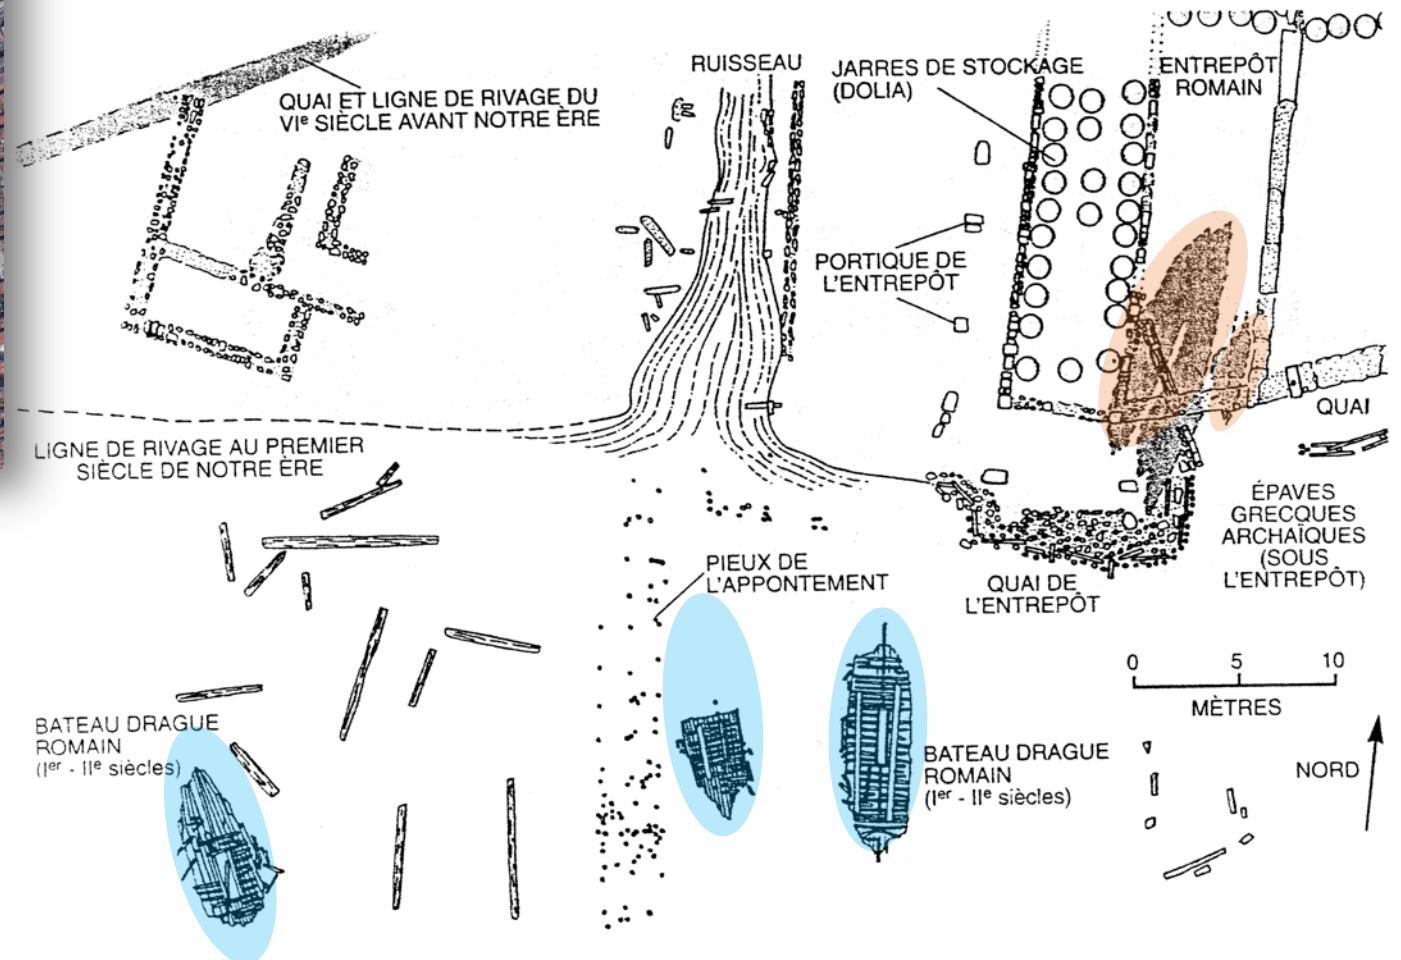 RUISSEAU
JARRES DE STOCKAGE
(DOLIA)
ENTREPÔT
ROMAIN
QUAI ET LIGNE DE RIVAGE DU
VIᵉ SIÈCLE AVANT NOTRE ÈRE
PORTIQUE DE
L'ENTREPÔT
QUAI
LIGNE DE RIVAGE AU PREMIER
SIÈCLE DE NOTRE ÈRE
ÉPAVES
GRECQUES
ARCHAÏQUES
(SOUS
L'ENTREPÔT)
PIEUX DE
L'APPONTEMENT
QUAI DE
L'ENTREPÔT
0 5 10
MÈTRES
BATEAU DRAGUE
ROMAIN
(Iᵉʳ - IIᵉ siècles)
BATEAU DRAGUE
ROMAIN
(Iᵉʳ - IIᵉ siècles)
NORD